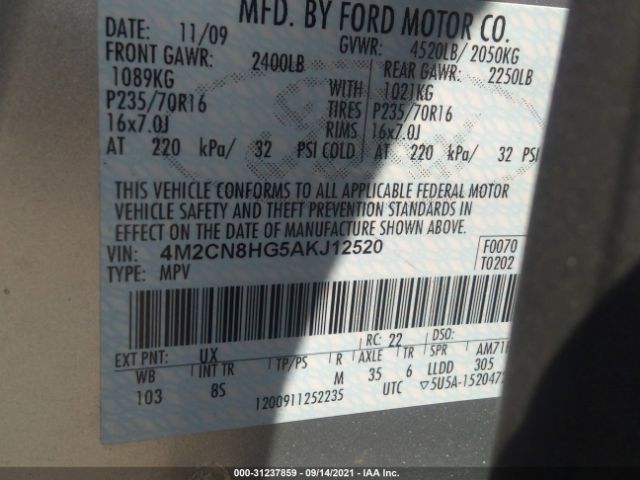 MFD. BY FORD MOTOR CO.
DATE: 11/09 GVWR: 4520LB/ 2050KG
FRONT GAWR: 2400LB REAR GAWR: 2250LB
1089KG WITH 1021KG
P235/70R16 TIRES P235/70R16
16x7.0J RIMS 16x7.0J
AT 220 kPa/ 32 PSI COLD AT 220 kPa/ 32 PSI
THIS VEHICLE CONFORMS TO ALL APPLICABLE FEDERAL MOTOR
VEHICLE SAFETY AND THEFT PREVENTION STANDARDS IN
EFFECT ON THE DATE OF MANUFACTURE SHOWN ABOVE.
VIN: 4M2CN8HG5AKJ12520 F0070
TYPE: MPV T0202
EXT PNT: UX RC: 22 DSO:
WB INT TR TP/PS R AXLE TR SPR AM71
103 8S M 35 6 LLDD 305
1200911252235 UTC ▽5U5A-152047
000-31237859 - 09/14/2021 - IAA Inc.